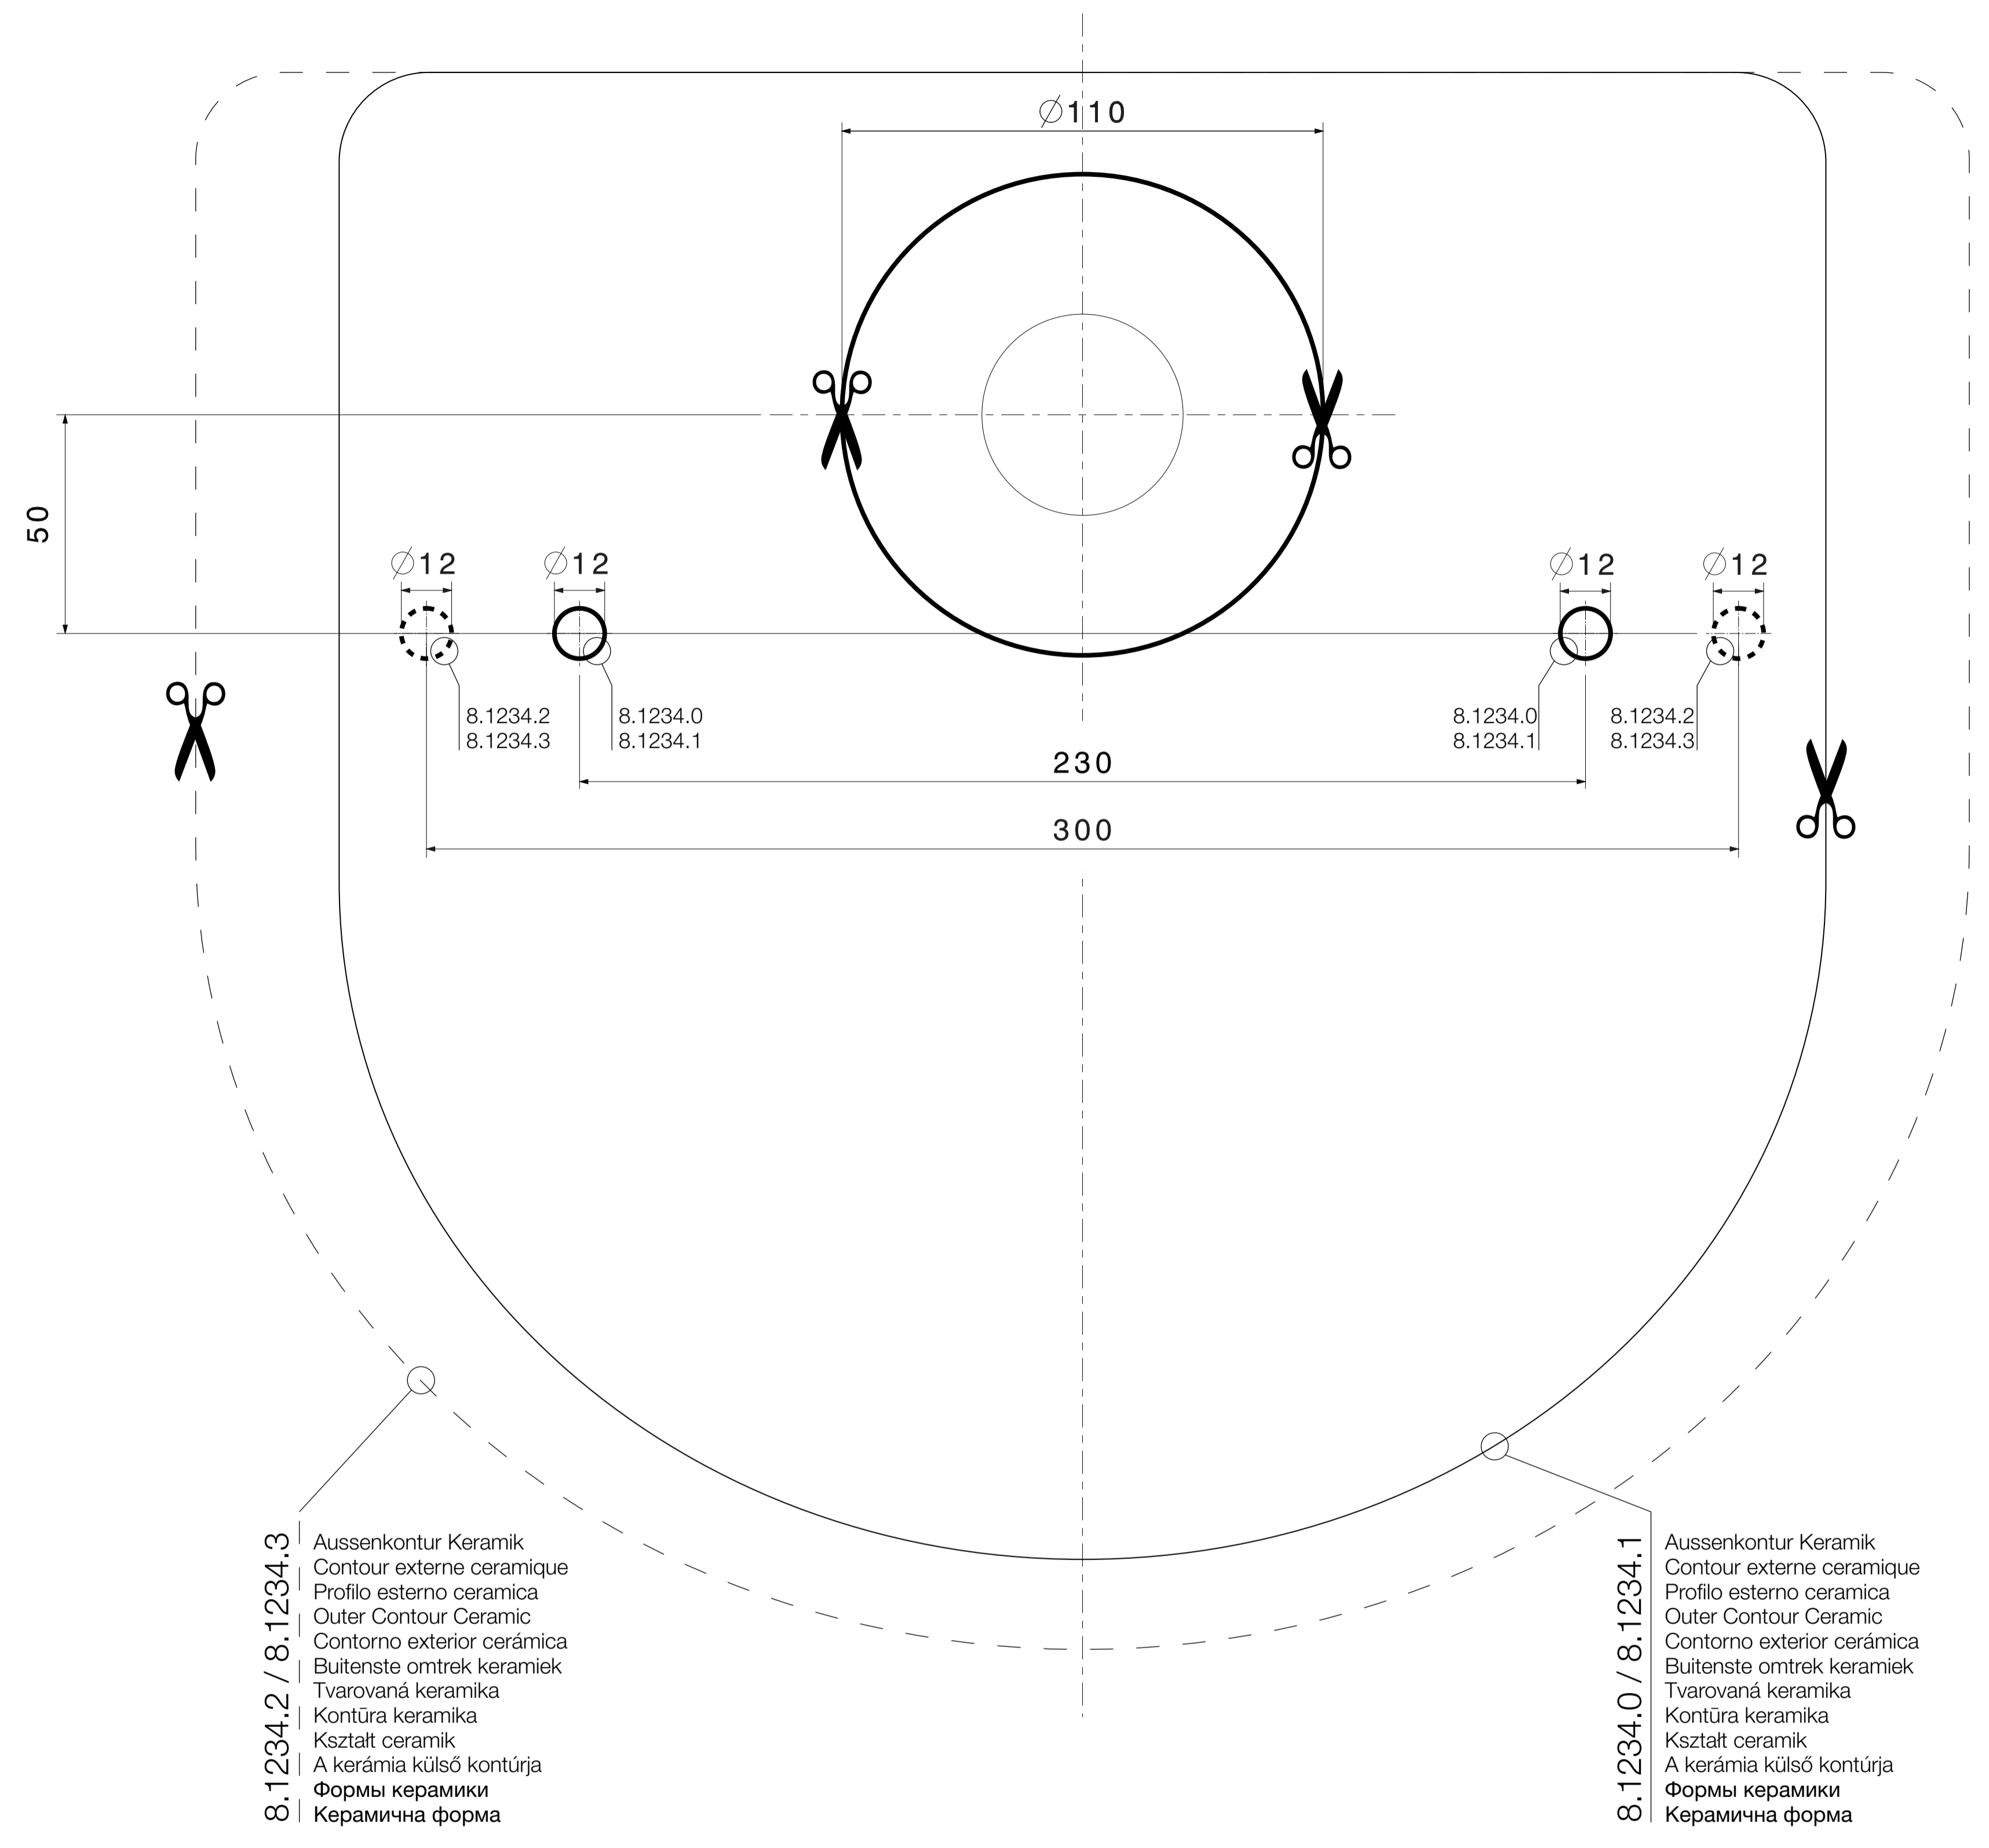 ⌀110
50
⌀12
⌀12
⌀12
⌀12
8.1234.2
8.1234.3
8.1234.0
8.1234.1
8.1234.0
8.1234.1
8.1234.2
8.1234.3
230
300
8.1234.2 / 8.1234.3
Aussenkontur Keramik
Contour externe ceramique
Profilo esterno ceramica
Outer Contour Ceramic
Contorno exterior cerámica
Buitenste omtrek keramiek
Tvarovaná keramika
Kontūra keramika
Kształt ceramik
A kerámia külső kontúrja
Формы керамики
Керамична форма
8.1234.0 / 8.1234.1
Aussenkontur Keramik
Contour externe ceramique
Profilo esterno ceramica
Outer Contour Ceramic
Contorno exterior cerámica
Buitenste omtrek keramiek
Tvarovaná keramika
Kontūra keramika
Kształt ceramik
A kerámia külső kontúrja
Формы керамики
Керамична форма